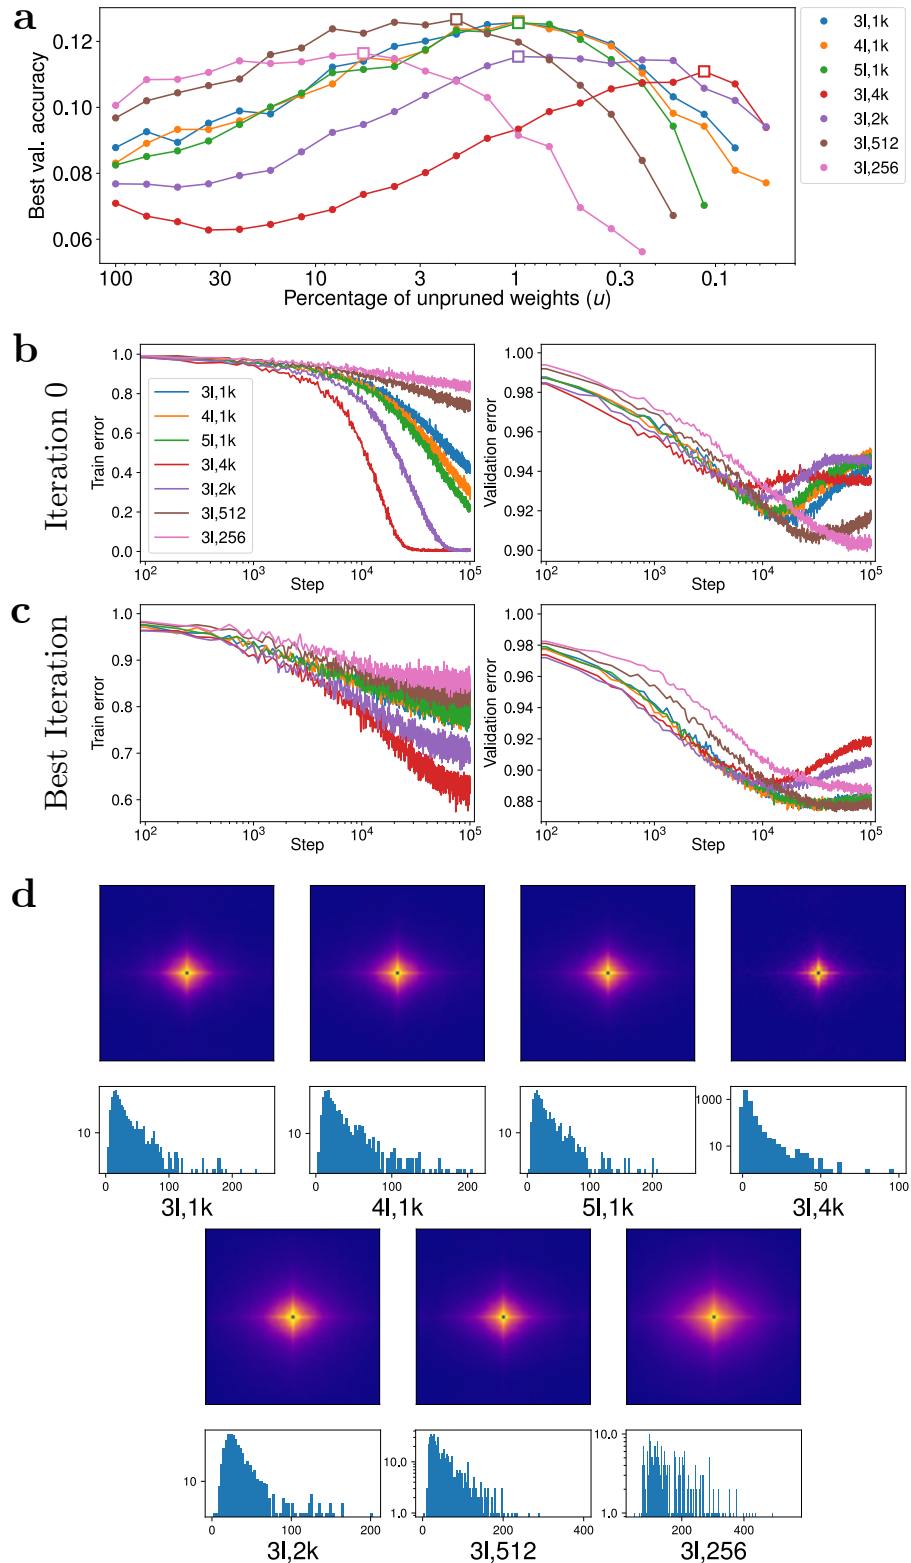 a
Best val. accuracy
0.12
0.10
0.08
0.06
100 30 10 3 1 0.3 0.1
Percentage of unpruned weights (u)
3l,1k
4l,1k
5l,1k
3l,4k
3l,2k
3l,512
3l,256
b
Iteration 0
Train error
1.0
0.8
0.6
0.4
0.2
0.0
3l,1k
4l,1k
5l,1k
3l,4k
3l,2k
3l,512
3l,256
10² 10³ 10⁴ 10⁵
Step
Validation error
1.00
0.98
0.96
0.94
0.92
0.90
10² 10³ 10⁴ 10⁵
Step
c
Best Iteration
Train error
1.0
0.9
0.8
0.7
0.6
10² 10³ 10⁴ 10⁵
Step
Validation error
1.00
0.98
0.96
0.94
0.92
0.90
0.88
10² 10³ 10⁴ 10⁵
Step
d
10
0 100 200
3l,1k
10
0 100 200
4l,1k
10
0 100 200
5l,1k
1000
10
0 50 100
3l,4k
10
0 100 200
3l,2k
10.0
1.0
0 200 400
3l,512
10.0
1.0
200 400
3l,256